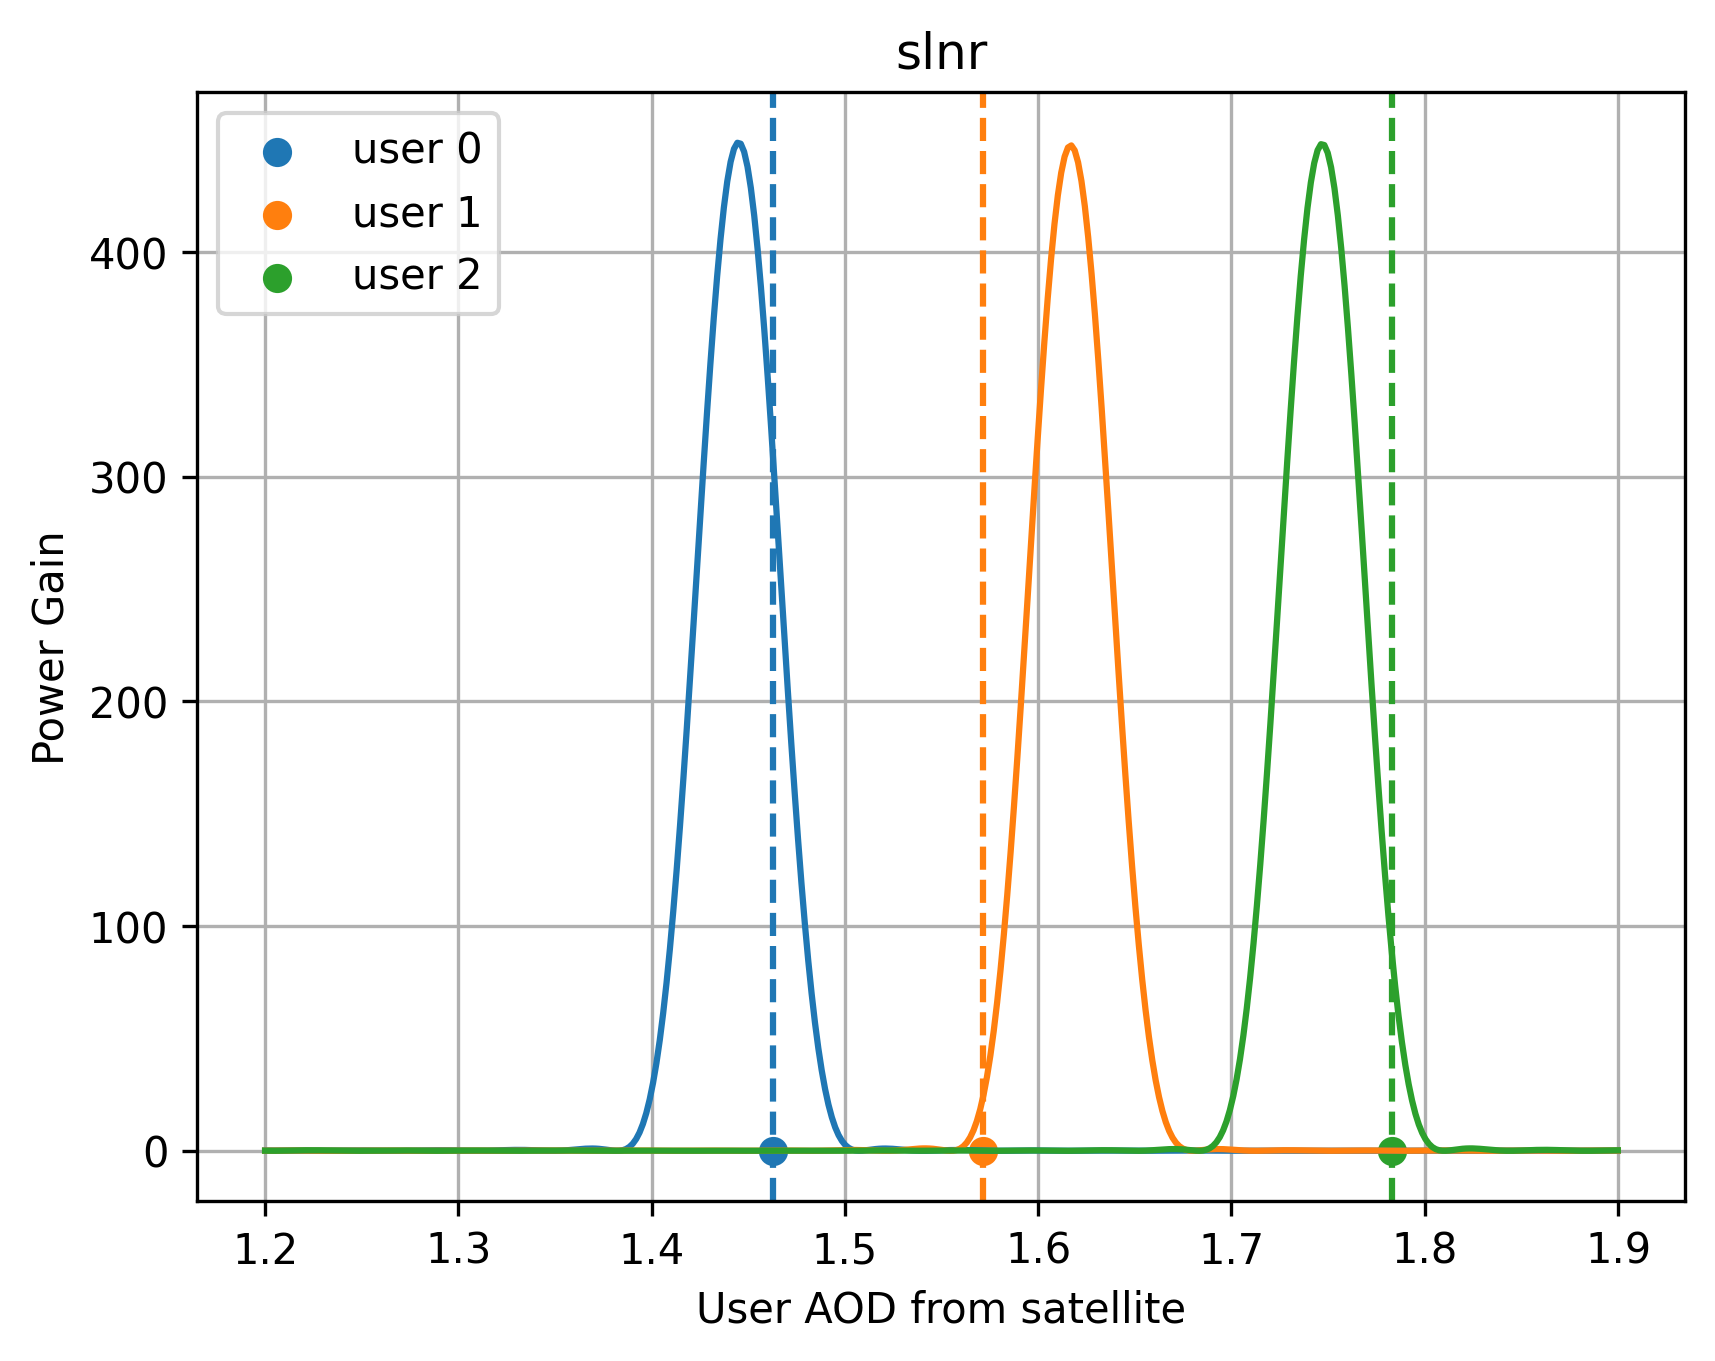 slnr
user 0
user 1
user 2
Power Gain
400
300
200
100
0
1.2 1.3 1.4 1.5 1.6 1.7 1.8 1.9
User AOD from satellite